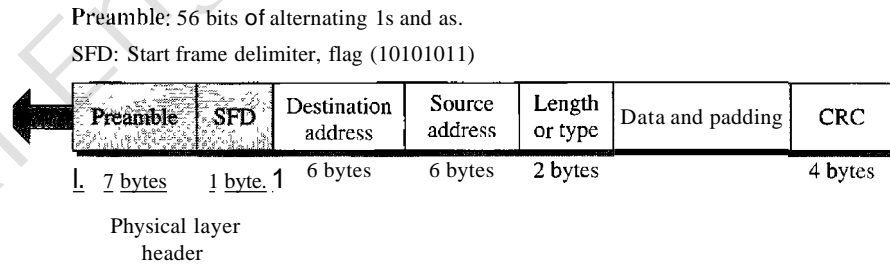 Preamble: 56 bits of alternating 1s and as.
SFD: Start frame delimiter, flag (10101011)
Preamble SFD Destination address Source address Length or type Data and padding CRC
l. 7 bytes 1 byte. 1 6 bytes 6 bytes 2 bytes 4 bytes
Physical layer
header